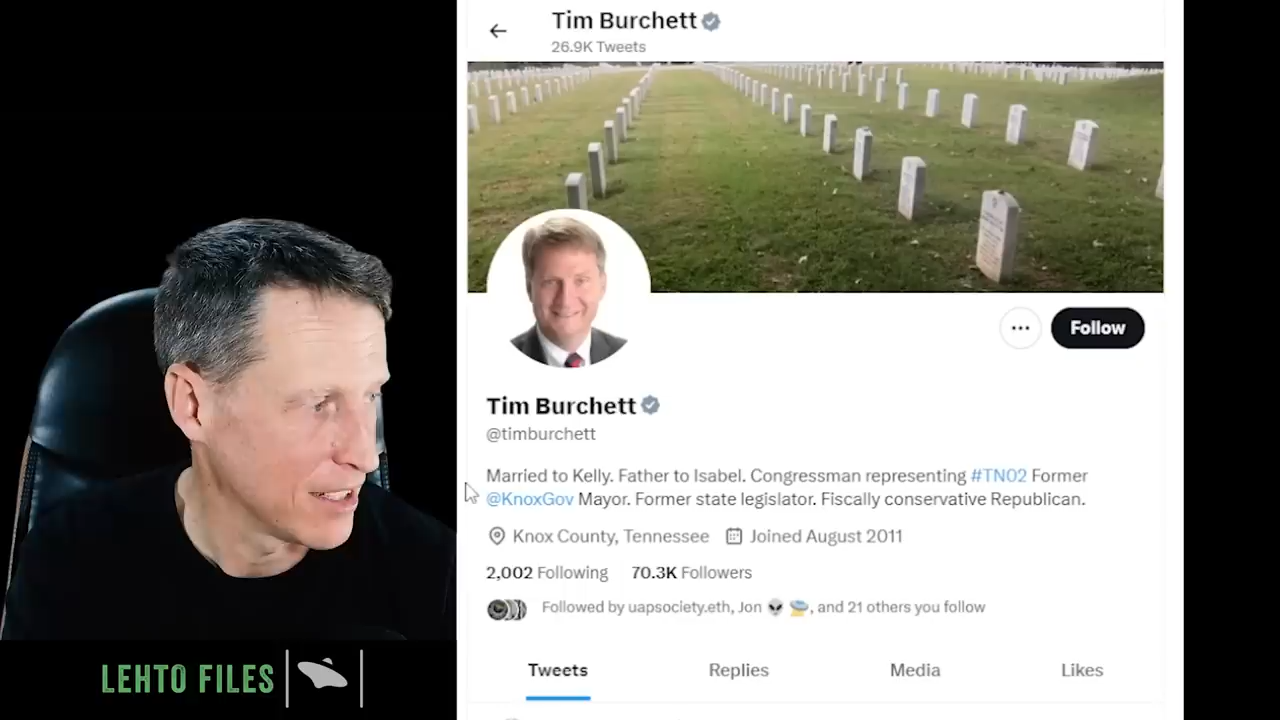 Tim Burchett
26.9K Tweets
Follow
Tim Burchett
@timburchett
Married to Kelly. Father to Isabel. Congressman representing #TN02 Former
@KnoxGov Mayor. Former state legislator. Fiscally conservative Republican.
Knox County, Tennessee Joined August 2011
2,002 Following 70.3K Followers
Followed by uapsociety.eth, Jon 👽 🛸, and 21 others you follow
Tweets Replies Media Likes
LEHTO FILES